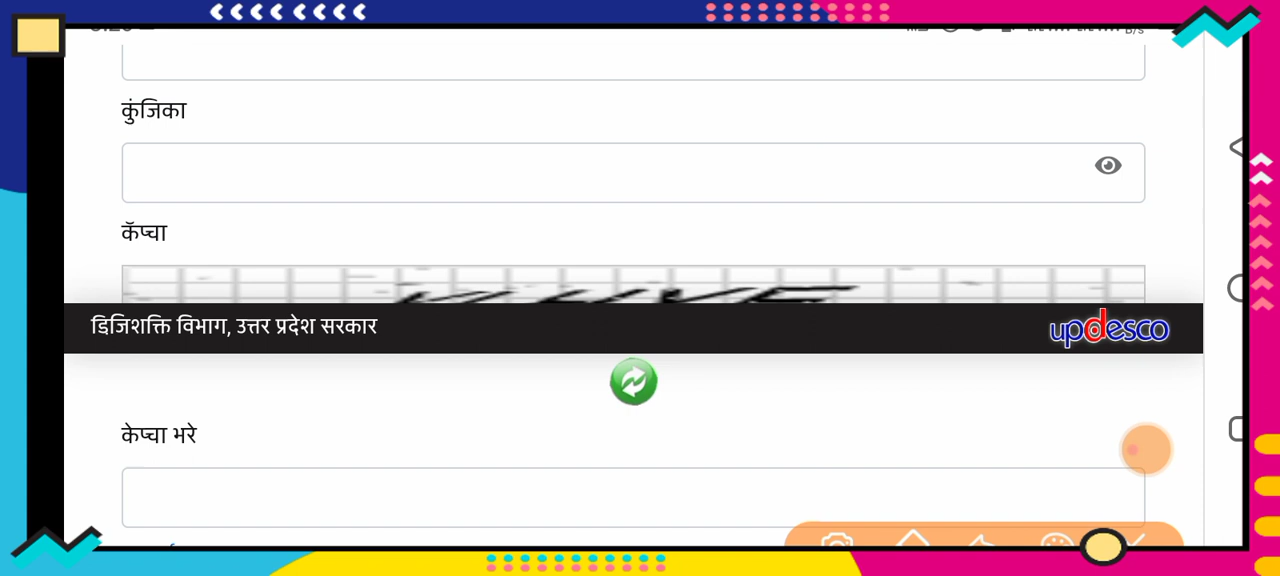 B/s
कुंजिका
कॅप्चा
डिजिशक्ति विभाग, उत्तर प्रदेश सरकार
updesco
केप्चा भरे